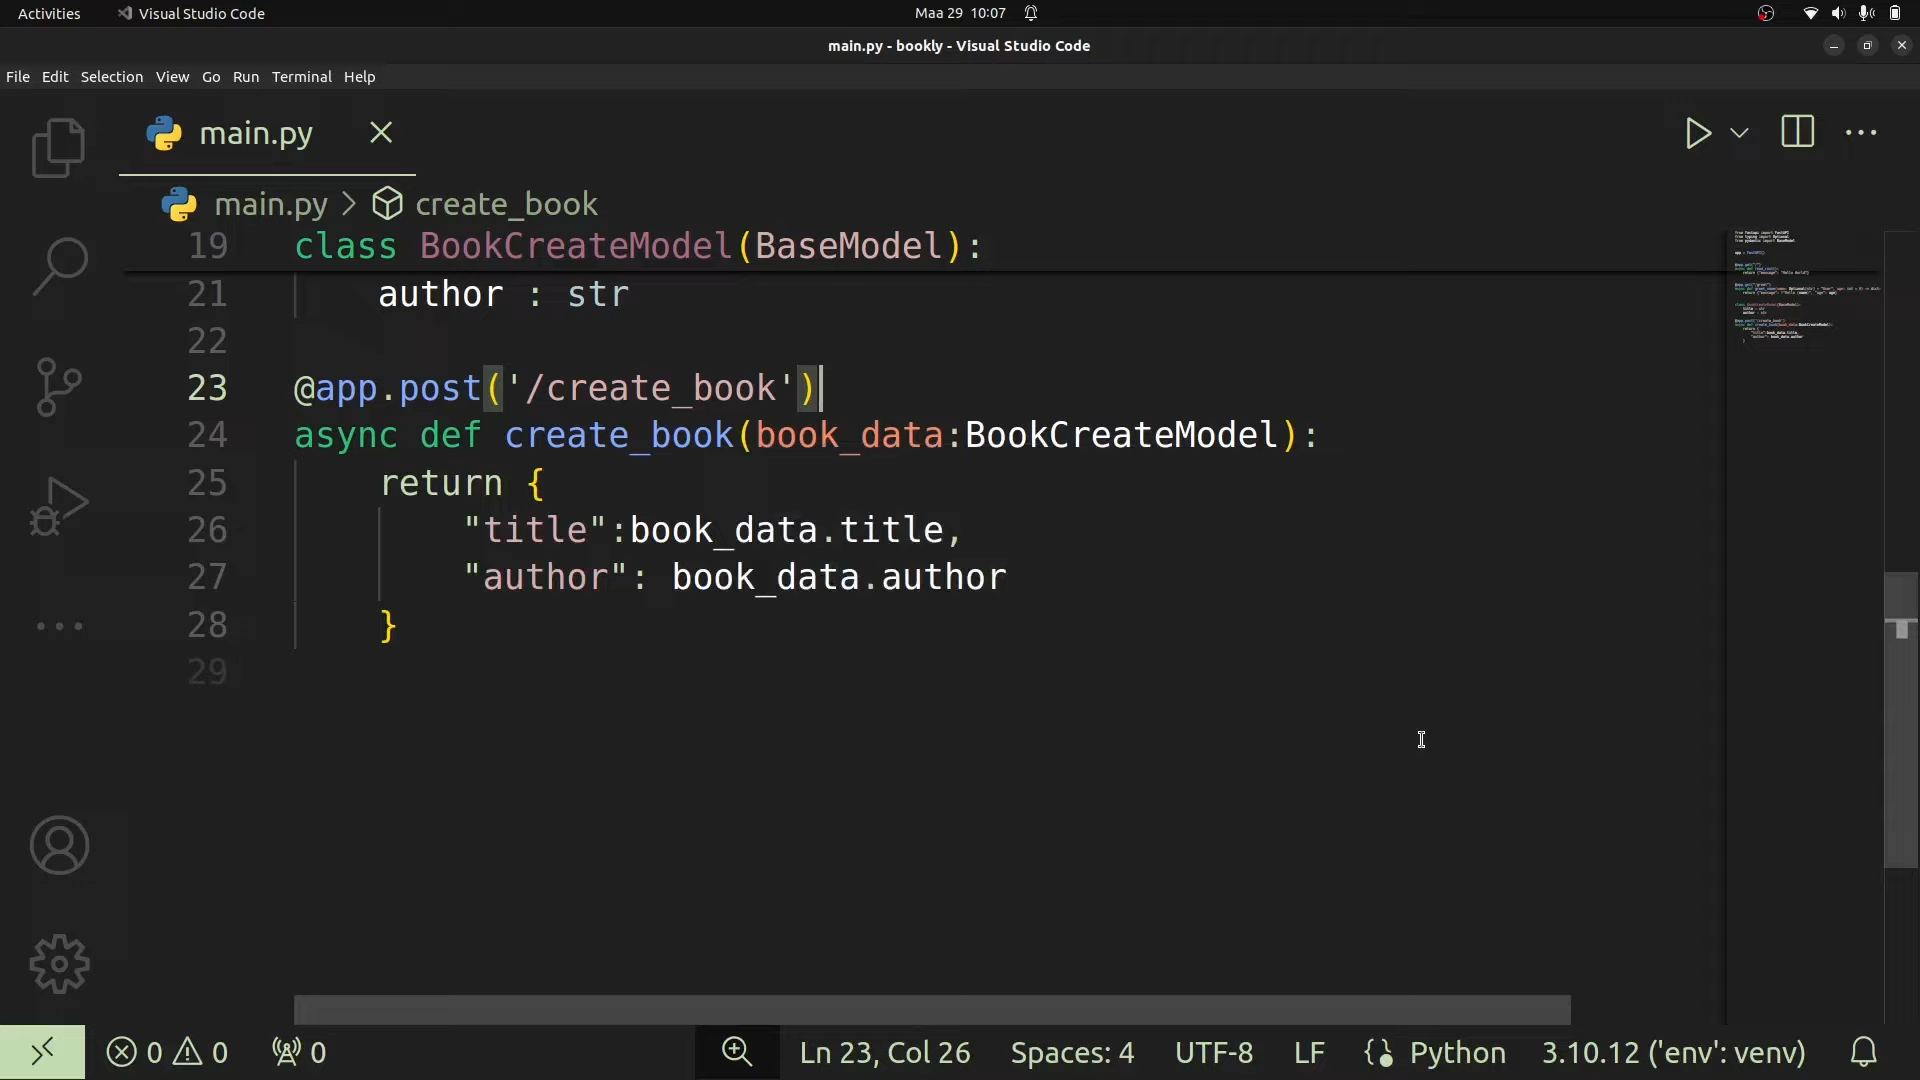 Activities Visual Studio Code Maa 29 10:07
main.py - bookly - Visual Studio Code
File Edit Selection View Go Run Terminal Help
main.py
main.py > create_book
19 class BookCreateModel(BaseModel):
21 author : str
22
23 @app.post('/create_book')
24 async def create_book(book_data:BookCreateModel):
25 return {
26 "title":book_data.title,
27 "author": book_data.author
28 }
29
0 0 0 Ln 23, Col 26 Spaces: 4 UTF-8 LF Python 3.10.12 ('env': venv)